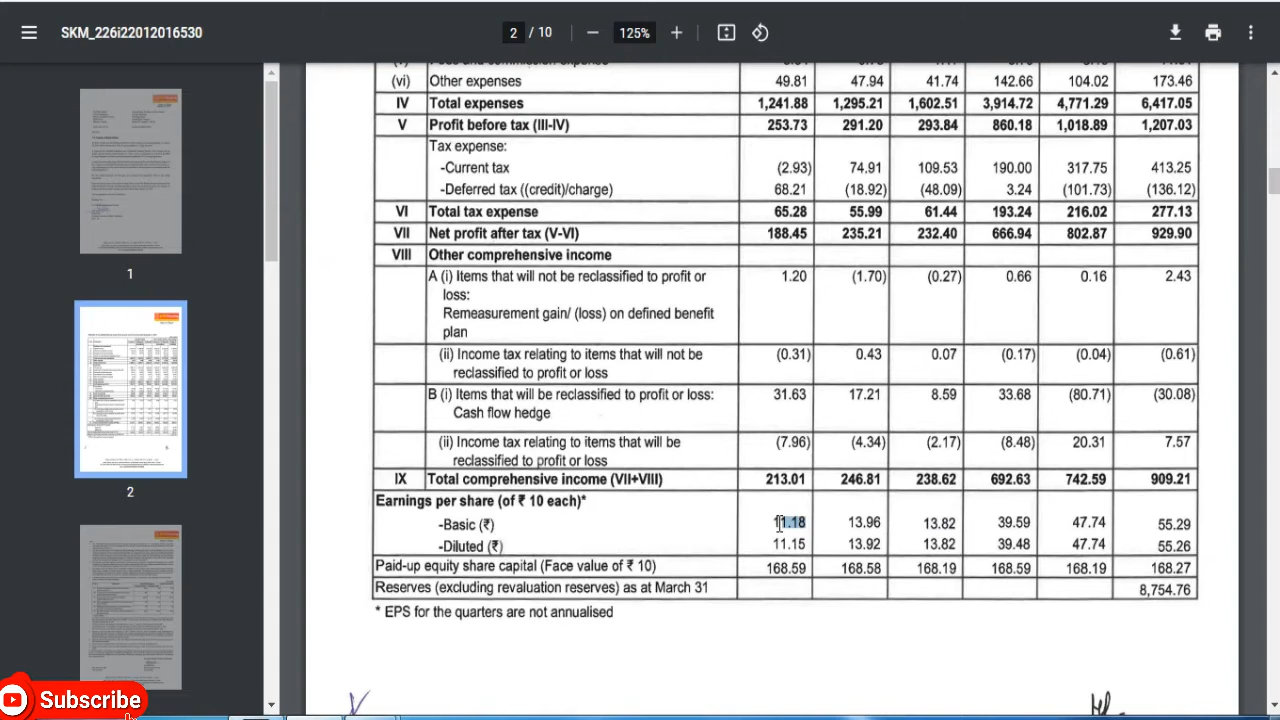 SKM_226i22012016530
2 / 10
125%
(vi) Other expenses 49.81 47.94 41.74 142.66 104.02 173.46
IV Total expenses 1,241.88 1,295.21 1,602.51 3,914.72 4,771.29 6,417.05
V Profit before tax (III-IV) 253.73 291.20 293.84 860.18 1,018.89 1,207.03
Tax expense:
-Current tax (2.95) 74.91 109.53 190.00 317.75 413.25
-Deferred tax ((credit)/charge) 68.21 (18.92) (48.09) 3.24 (101.73) (136.12)
VI Total tax expense 65.28 55.99 61.44 193.24 216.02 277.13
VII Net profit after tax (V-VI) 188.45 235.21 232.40 666.94 802.87 929.90
VIII Other comprehensive income
A (i) Items that will not be reclassified to profit or 1.20 (1.70) (0.27) 0.66 0.16 2.43
loss:
Remeasurement gain/ (loss) on defined benefit
plan
(ii) Income tax relating to items that will not be (0.31) 0.43 0.07 (0.17) (0.04) (0.61)
reclassified to profit or loss
B (i) Items that will be reclassified to profit or loss: 31.63 17.21 8.59 33.68 (80.71) (30.08)
Cash flow hedge
(ii) Income tax relating to items that will be (7.96) (4.34) (2.17) (8.48) 20.31 7.57
reclassified to profit or loss
IX Total comprehensive income (VII+VIII) 213.01 246.81 238.62 692.63 742.59 909.21
Earnings per share (of ₹ 10 each)*
-Basic (₹) 11.18 13.96 13.82 39.59 47.74 55.29
-Diluted (₹) 11.15 13.92 13.82 39.48 47.74 55.26
Paid-up equity share capital (Face value of ₹ 10) 168.59 168.58 168.19 168.59 168.19 168.27
Reserves (excluding revaluation reserves) as at March 31 8,754.76
* EPS for the quarters are not annualised
1
2
3
Subscribe